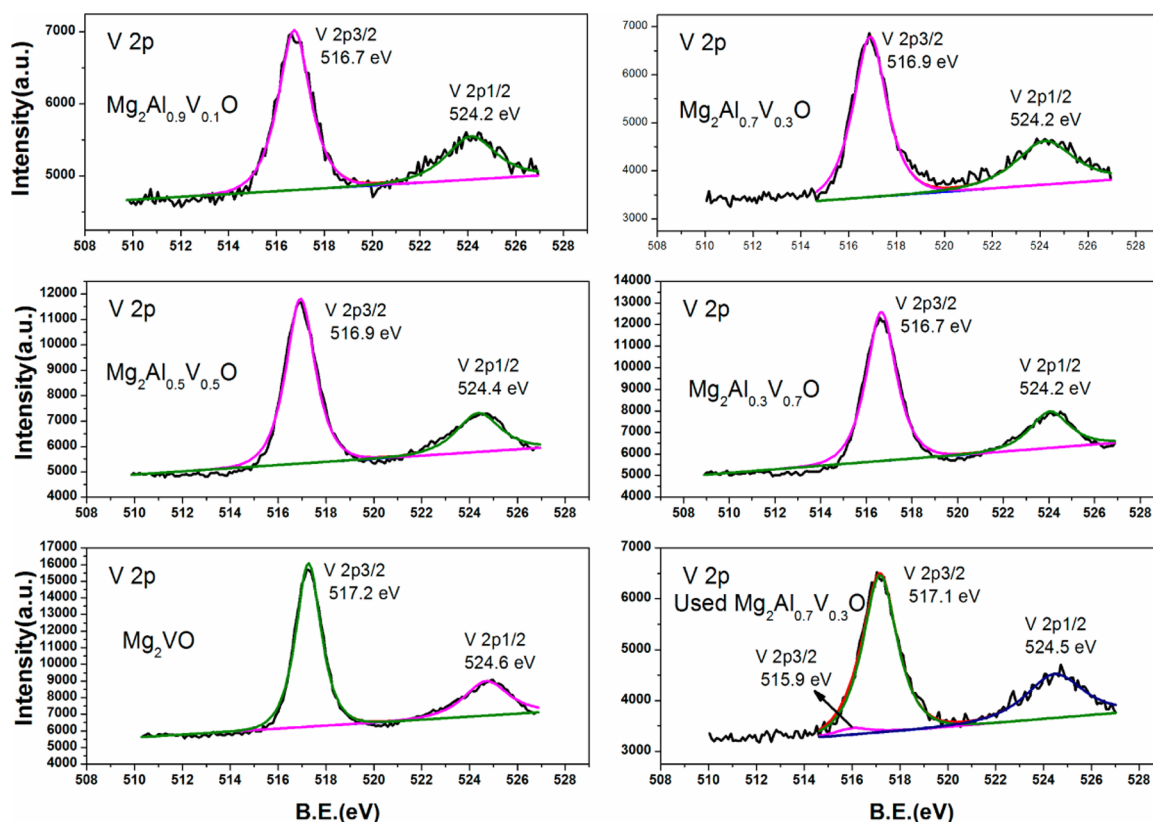 Intensity(a.u.)
7000
6000
5000
V 2p
Mg₂Al₀.₉V₀.₁O
V 2p3/2
516.7 eV
V 2p1/2
524.2 eV
508 510 512 514 516 518 520 522 524 526 528
7000
6000
5000
4000
3000
V 2p
Mg₂Al₀.₇V₀.₃O
V 2p3/2
516.9 eV
V 2p1/2
524.2 eV
508 510 512 514 516 518 520 522 524 526 528
Intensity(a.u.)
12000
11000
10000
9000
8000
7000
6000
5000
4000
V 2p
Mg₂Al₀.₅V₀.₅O
V 2p3/2
516.9 eV
V 2p1/2
524.4 eV
508 510 512 514 516 518 520 522 524 526 528
14000
13000
12000
11000
10000
9000
8000
7000
6000
5000
4000
V 2p
Mg₂Al₀.₃V₀.₇O
V 2p3/2
516.7 eV
V 2p1/2
524.2 eV
508 510 512 514 516 518 520 522 524 526 528
Intensity(a.u.)
17000
16000
15000
14000
13000
12000
11000
10000
9000
8000
7000
6000
5000
4000
V 2p
Mg₂VO
V 2p3/2
517.2 eV
V 2p1/2
524.6 eV
508 510 512 514 516 518 520 522 524 526 528
B.E.(eV)
7000
6000
5000
4000
3000
V 2p
Used Mg₂Al₀.₇V₀.₃O
V 2p3/2
517.1 eV
V 2p3/2
515.9 eV
V 2p1/2
524.5 eV
508 510 512 514 516 518 520 522 524 526 528
B.E.(eV)